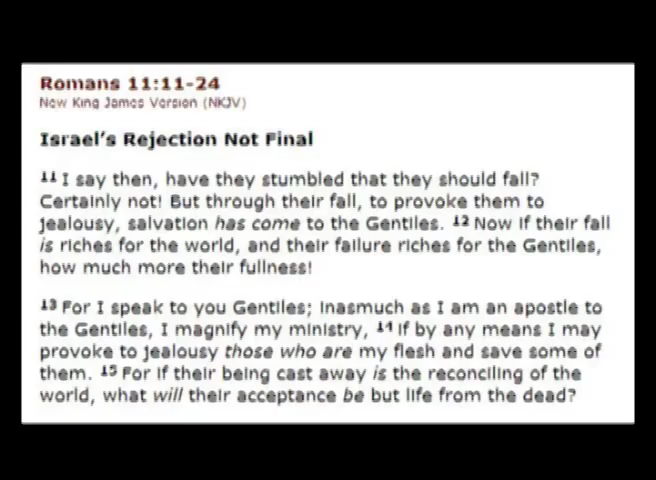 Romans 11:11-24
New King James Version (NKJV)
Israel's Rejection Not Final
11 I say then, have they stumbled that they should fall?
Certainly not! But through their fall, to provoke them to
jealousy, salvation has come to the Gentiles. 12 Now if their fall
is riches for the world, and their failure riches for the Gentiles,
how much more their fullness!
13 For I speak to you Gentiles; inasmuch as I am an apostle to
the Gentiles, I magnify my ministry, 14 if by any means I may
provoke to jealousy those who are my flesh and save some of
them. 15 For if their being cast away is the reconciling of the
world, what will their acceptance be but life from the dead?